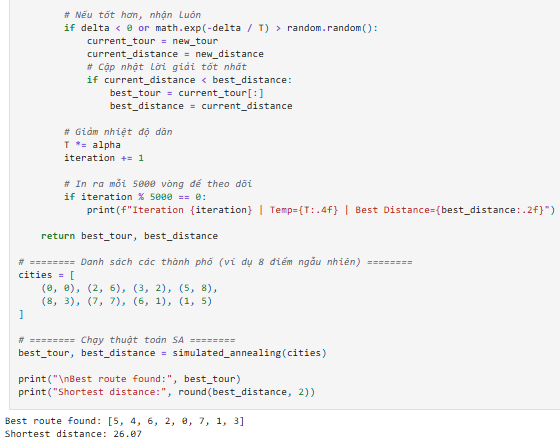 # Nếu tốt hơn, nhận luôn
if delta < 0 or math.exp(-delta / T) > random.random():
current_tour = new_tour
current_distance = new_distance
# Cập nhật lời giải tốt nhất
if current_distance < best_distance:
best_tour = current_tour[:]
best_distance = current_distance
# Giảm nhiệt độ dần
T *= alpha
iteration += 1
# In ra mỗi 5000 vòng để theo dõi
if iteration % 5000 == 0:
print(f"Iteration {iteration} | Temp={T:.4f} | Best Distance={best_distance:.2f}")
return best_tour, best_distance
# ======== Danh sách các thành phố (ví dụ 8 điểm ngẫu nhiên) ========
cities = [
(0, 0), (2, 6), (3, 2), (5, 8),
(8, 3), (7, 7), (6, 1), (1, 5)
]
# ======== Chạy thuật toán SA ========
best_tour, best_distance = simulated_annealing(cities)
print("\nBest route found:", best_tour)
print("Shortest distance:", round(best_distance, 2))
Best route found: [5, 4, 6, 2, 0, 7, 1, 3]
Shortest distance: 26.07